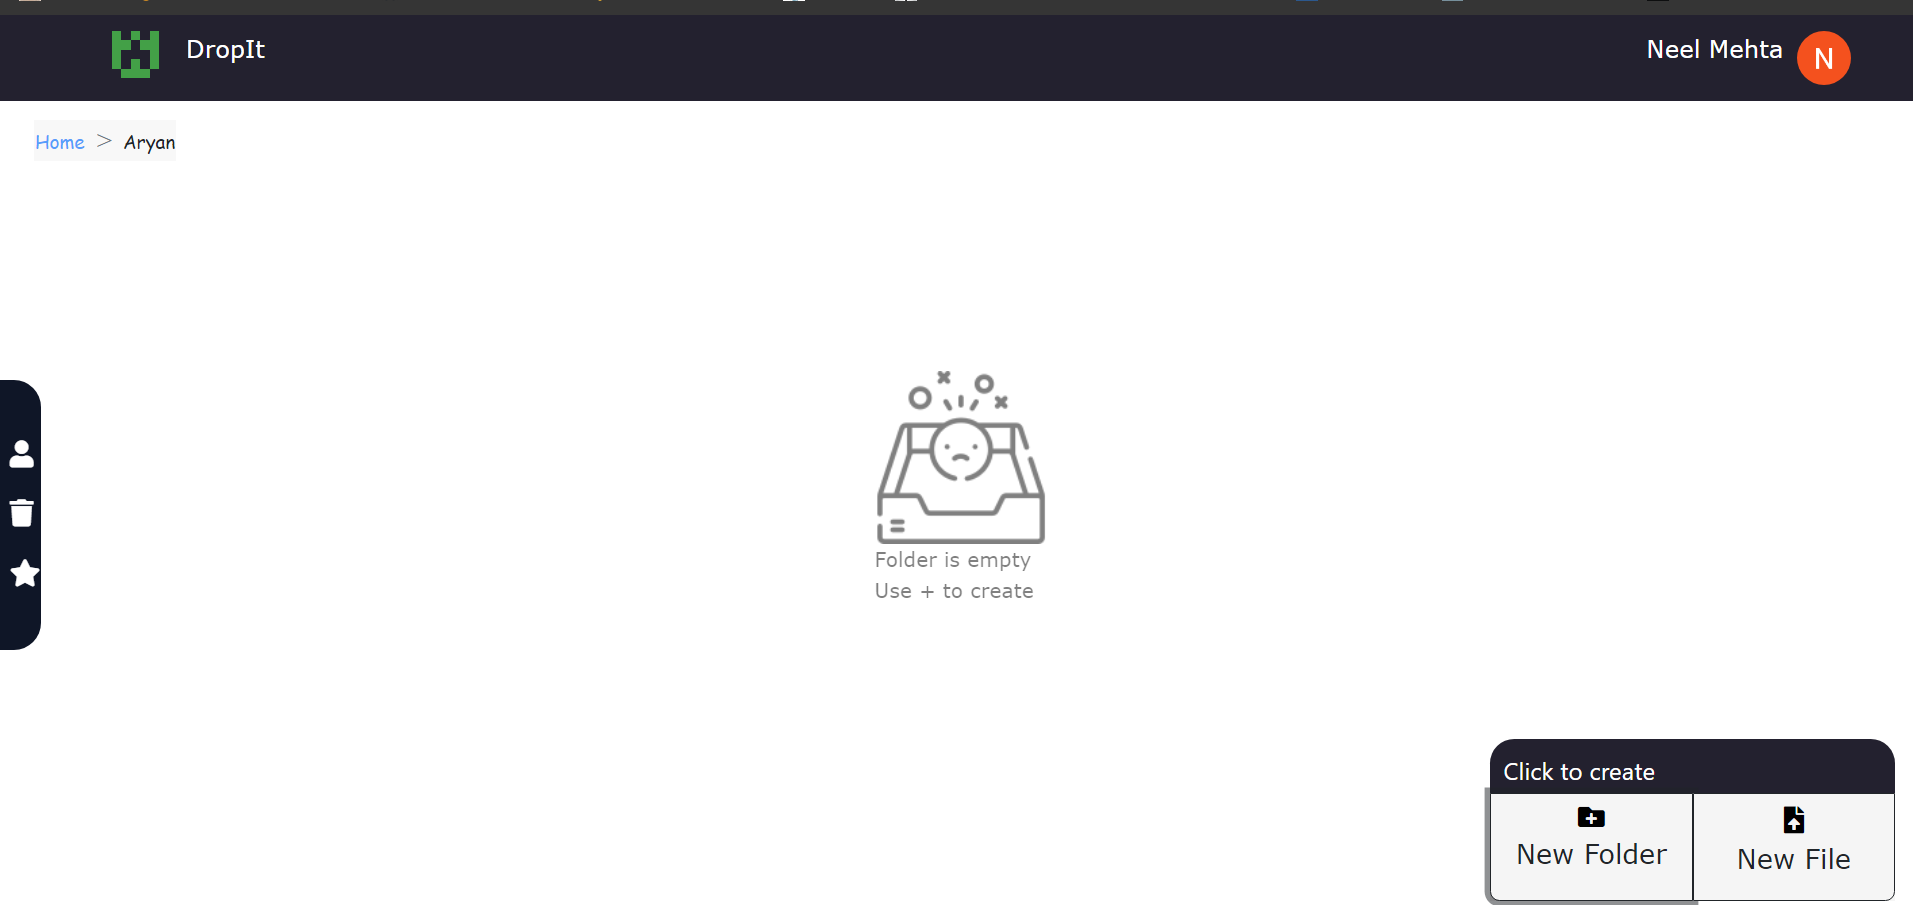 DropIt
Neel Mehta N
Home > Aryan
Folder is empty
Use + to create
Click to create
New Folder
New File